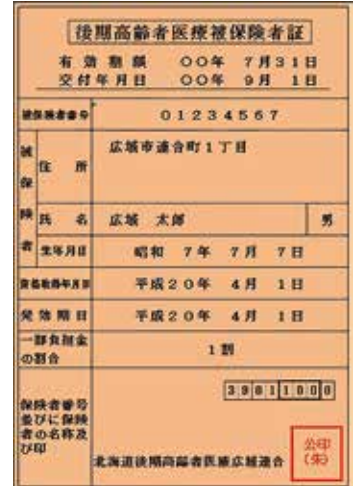 後期高齢者医療被保険者証
有効期限 〇〇年 7月31日
交付年月日 〇〇年 9月 1日
被保険者番号 01234567
被保険者
住所 広域市連合町1丁目
氏名 広域 太郎 男
生年月日 昭和 7年 7月 7日
資格取得年月日 平成20年 4月 1日
発効期日 平成20年 4月 1日
一部負担金の割合 1割
保険者番号
並びに保険
者の名称及
び印
39011000
北海道後期高齢者医療広域連合
公印
(朱)